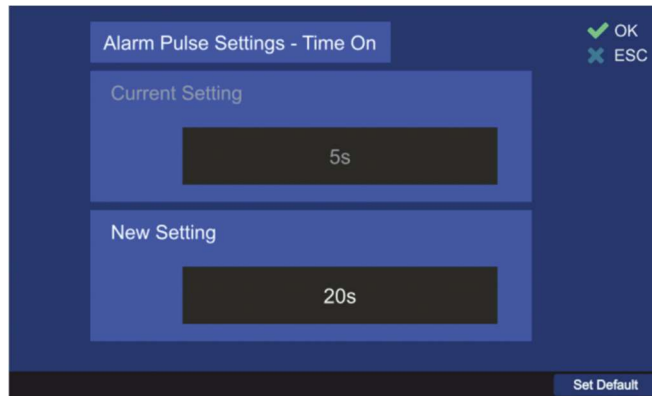 Alarm Pulse Settings - Time On
OK
ESC
Current Setting
5s
New Setting
20s
Set Default